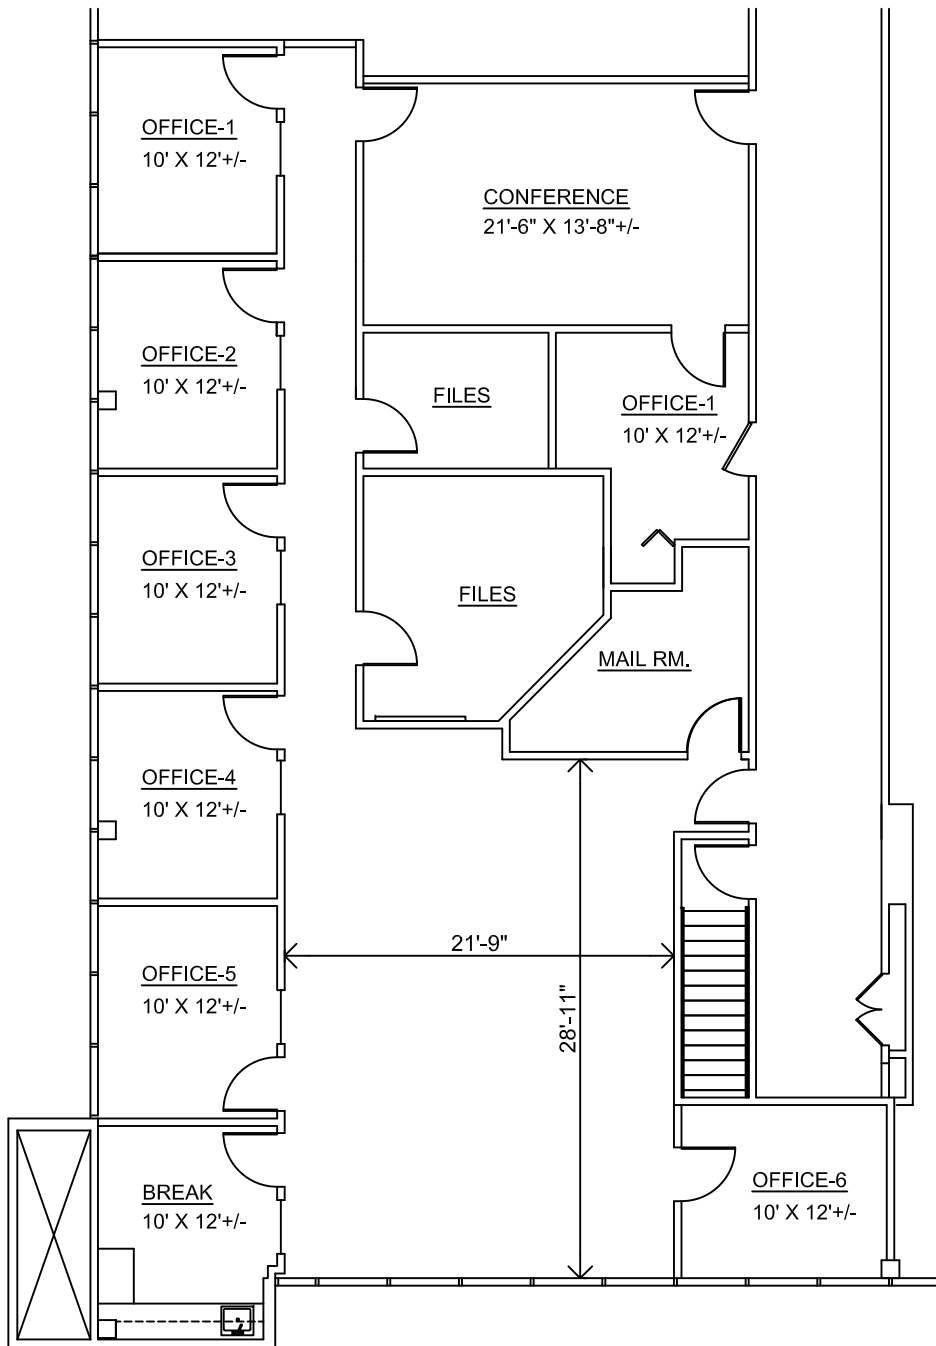 OFFICE-1
10' X 12'+/-
CONFERENCE
21'-6" X 13'-8"+/-
OFFICE-2
10' X 12'+/-
FILES
OFFICE-1
10' X 12'+/-
OFFICE-3
10' X 12'+/-
FILES
MAIL RM.
OFFICE-4
10' X 12'+/-
21'-9"
28'-11"
OFFICE-5
10' X 12'+/-
BREAK
10' X 12'+/-
OFFICE-6
10' X 12'+/-